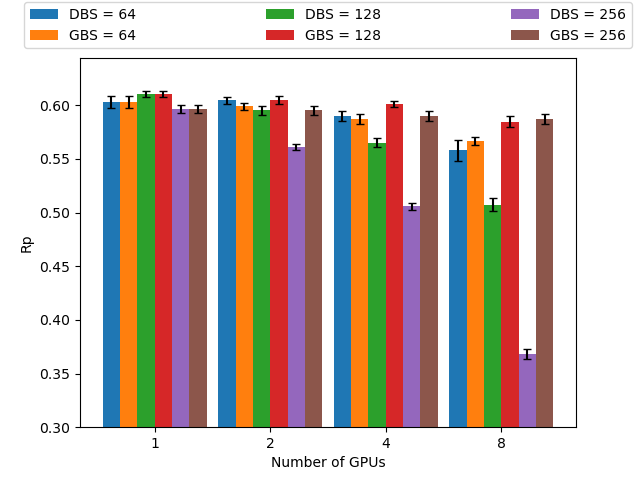 DBS = 64 DBS = 128 DBS = 256
GBS = 64 GBS = 128 GBS = 256
0.60
0.55
0.50
0.45
0.40
0.35
0.30
Rp
1 2 4 8
Number of GPUs